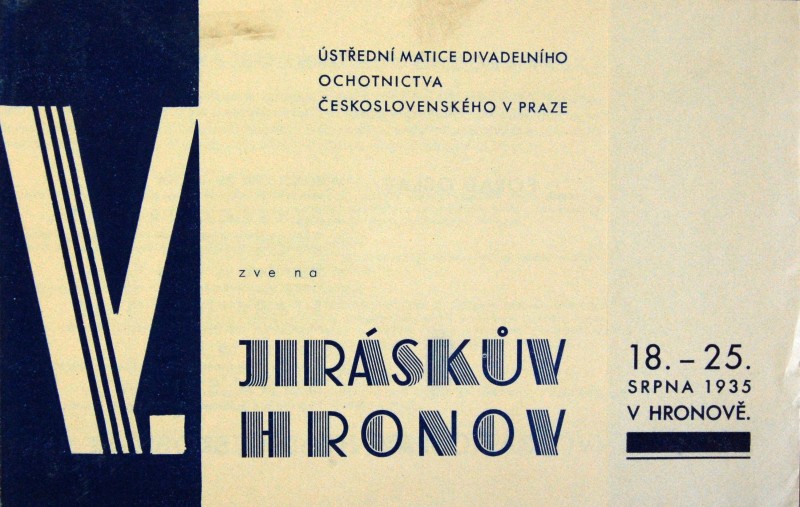 ÚSTŘEDNÍ MATICE DIVADELNÍHO
OCHOTNICTVA
ČESKOSLOVENSKÉHO V PRAZE
V.
zve na
JIRÁSKŮV
HRONOV
18. – 25.
SRPNA 1935
V HRONOVĚ.